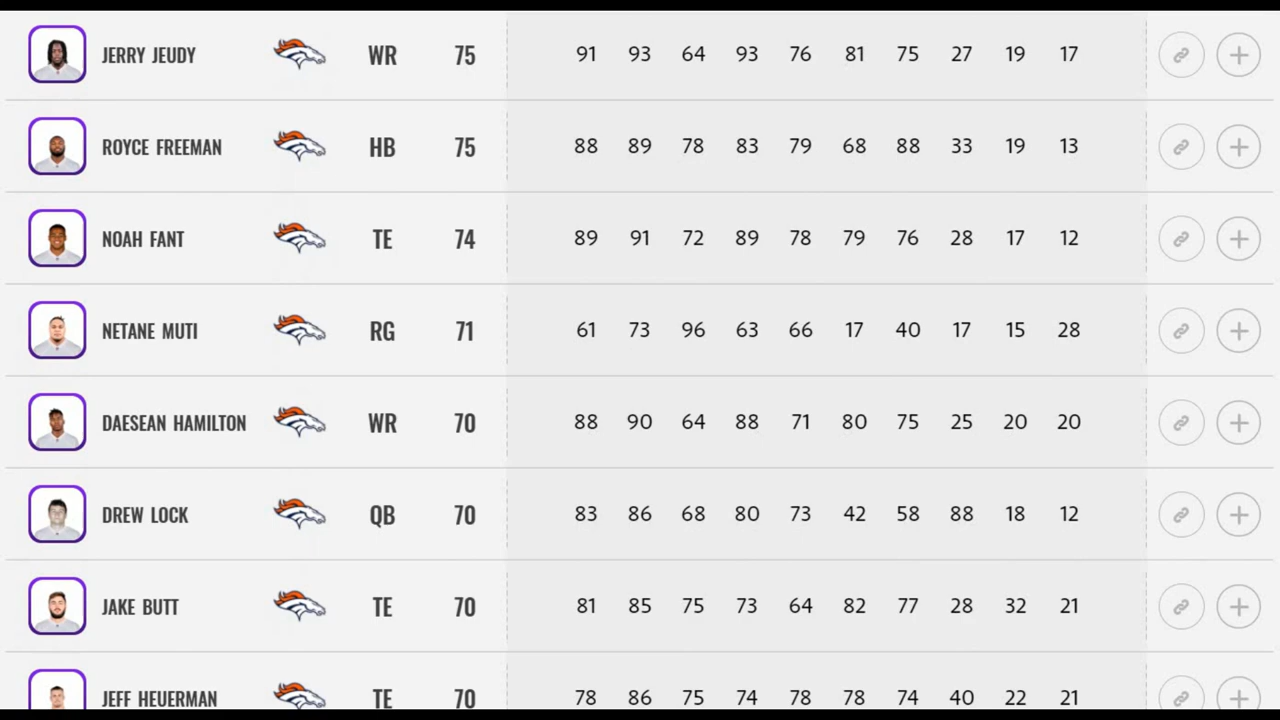 JERRY JEUDY WR 75 91 93 64 93 76 81 75 27 19 17
ROYCE FREEMAN HB 75 88 89 78 83 79 68 88 33 19 13
NOAH FANT TE 74 89 91 72 89 78 79 76 28 17 12
NETANE MUTI RG 71 61 73 96 63 66 17 40 17 15 28
DAESEAN HAMILTON WR 70 88 90 64 88 71 80 75 25 20 20
DREW LOCK QB 70 83 86 68 80 73 42 58 88 18 12
JAKE BUTT TE 70 81 85 75 73 64 82 77 28 32 21
JEFF HEUERMAN TE 70 78 86 75 74 78 78 74 40 22 21